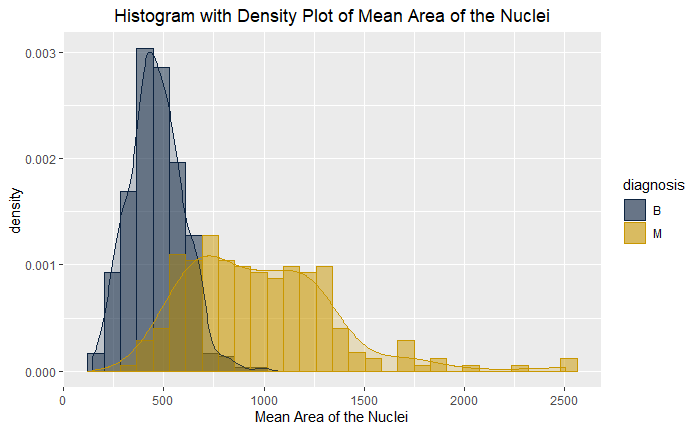 Histogram with Density Plot of Mean Area of the Nuclei
0.003
0.002
0.001
0.000
density
0 500 1000 1500 2000 2500
Mean Area of the Nuclei
diagnosis
B
M